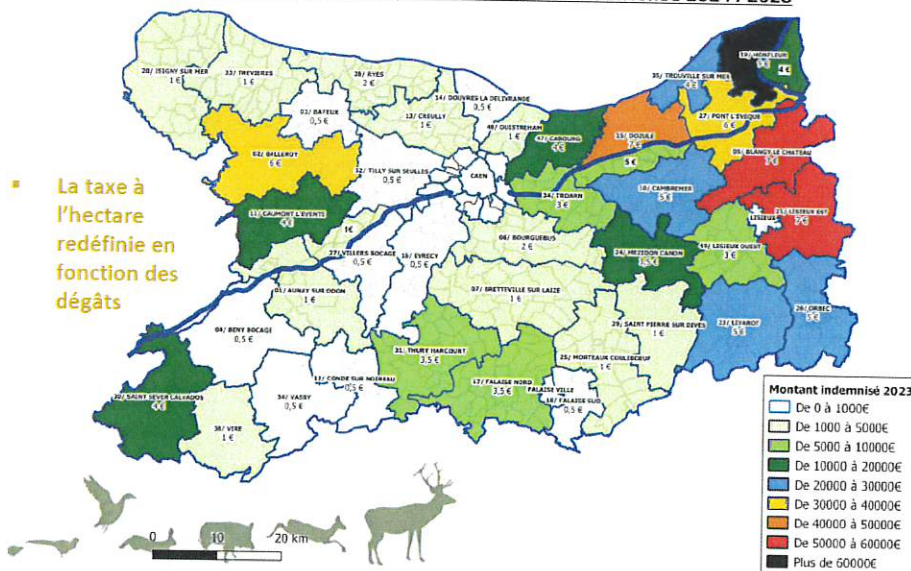 20/ ISIGNY SUR MER
1 €
33/ TREVIERES
1 €
28/ RYES
2 €
03/ BAYEUX
0,5 €
14/ DOUVRES LA DELIVRANDE
0,5 €
13/ CREULLY
1 €
OUISTREHAM
1 €
CABOURG
4 €
15/ DOZULE
7 €
35/ TROUVILLE SUR MER
19/ HONFLEUR
4 €
27/ PONT L'EVEQUE
6 €
BLANGY LE CHATEAU
7 €
02/ BALLEROY
6 €
TILLY SUR SEULLES
0,5 €
CAEN
5 €
TROARN
3 €
10/ CAMBREMER
5 €
LISIEUX
21/ LISIEUX EST
7 €
LISIEUX OUEST
3 €
11/ CAUMONT L'EVENTE
4 €
1€
VILLERS BOCAGE
0,5 €
16/ EVRECY
0,5 €
06/ BOURGUEBUS
2 €
24/ MEZIDON CANON
3,5 €
▪ La taxe à
l'hectare
redéfinie en
fonction des
dégâts
01/ AUNAY SUR ODON
1 €
07/ BRETTEVILLE SUR LAIZE
1 €
04/ BENY BOCAGE
0,5 €
29/ SAINT PIERRE SUR DIVES
1 €
23/ LIVAROT
5 €
26/ ORBEC
5 €
31/ THURY HARCOURT
3,5 €
25/ MORTEAUX COULIBOEUF
1 €
CONDE SUR NOIREAU
0,5 €
17/ FALAISE NORD
3,5 €
FALAISE VILLE
18/ FALAISE SUD
0,5 €
30/ SAINT SEVER CALVADOS
4 €
VASSY
0,5 €
38/ VIRE
1 €
0 10 20 km
Montant indemnisé 2023
De 0 à 1000€
De 1000 à 5000€
De 5000 à 10000€
De 10000 à 20000€
De 20000 à 30000€
De 30000 à 40000€
De 40000 à 50000€
De 50000 à 60000€
Plus de 60000€